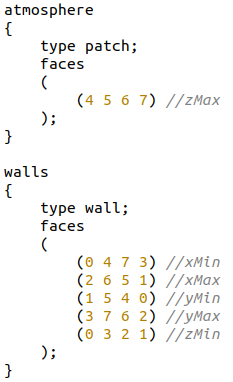 atmosphere
{
    type patch;
    faces
    (
        (4 5 6 7) //zMax
    );
}

walls
{
    type wall;
    faces
    (
        (0 4 7 3) //xMin
        (2 6 5 1) //xMax
        (1 5 4 0) //yMin
        (3 7 6 2) //yMax
        (0 3 2 1) //zMin
    );
}